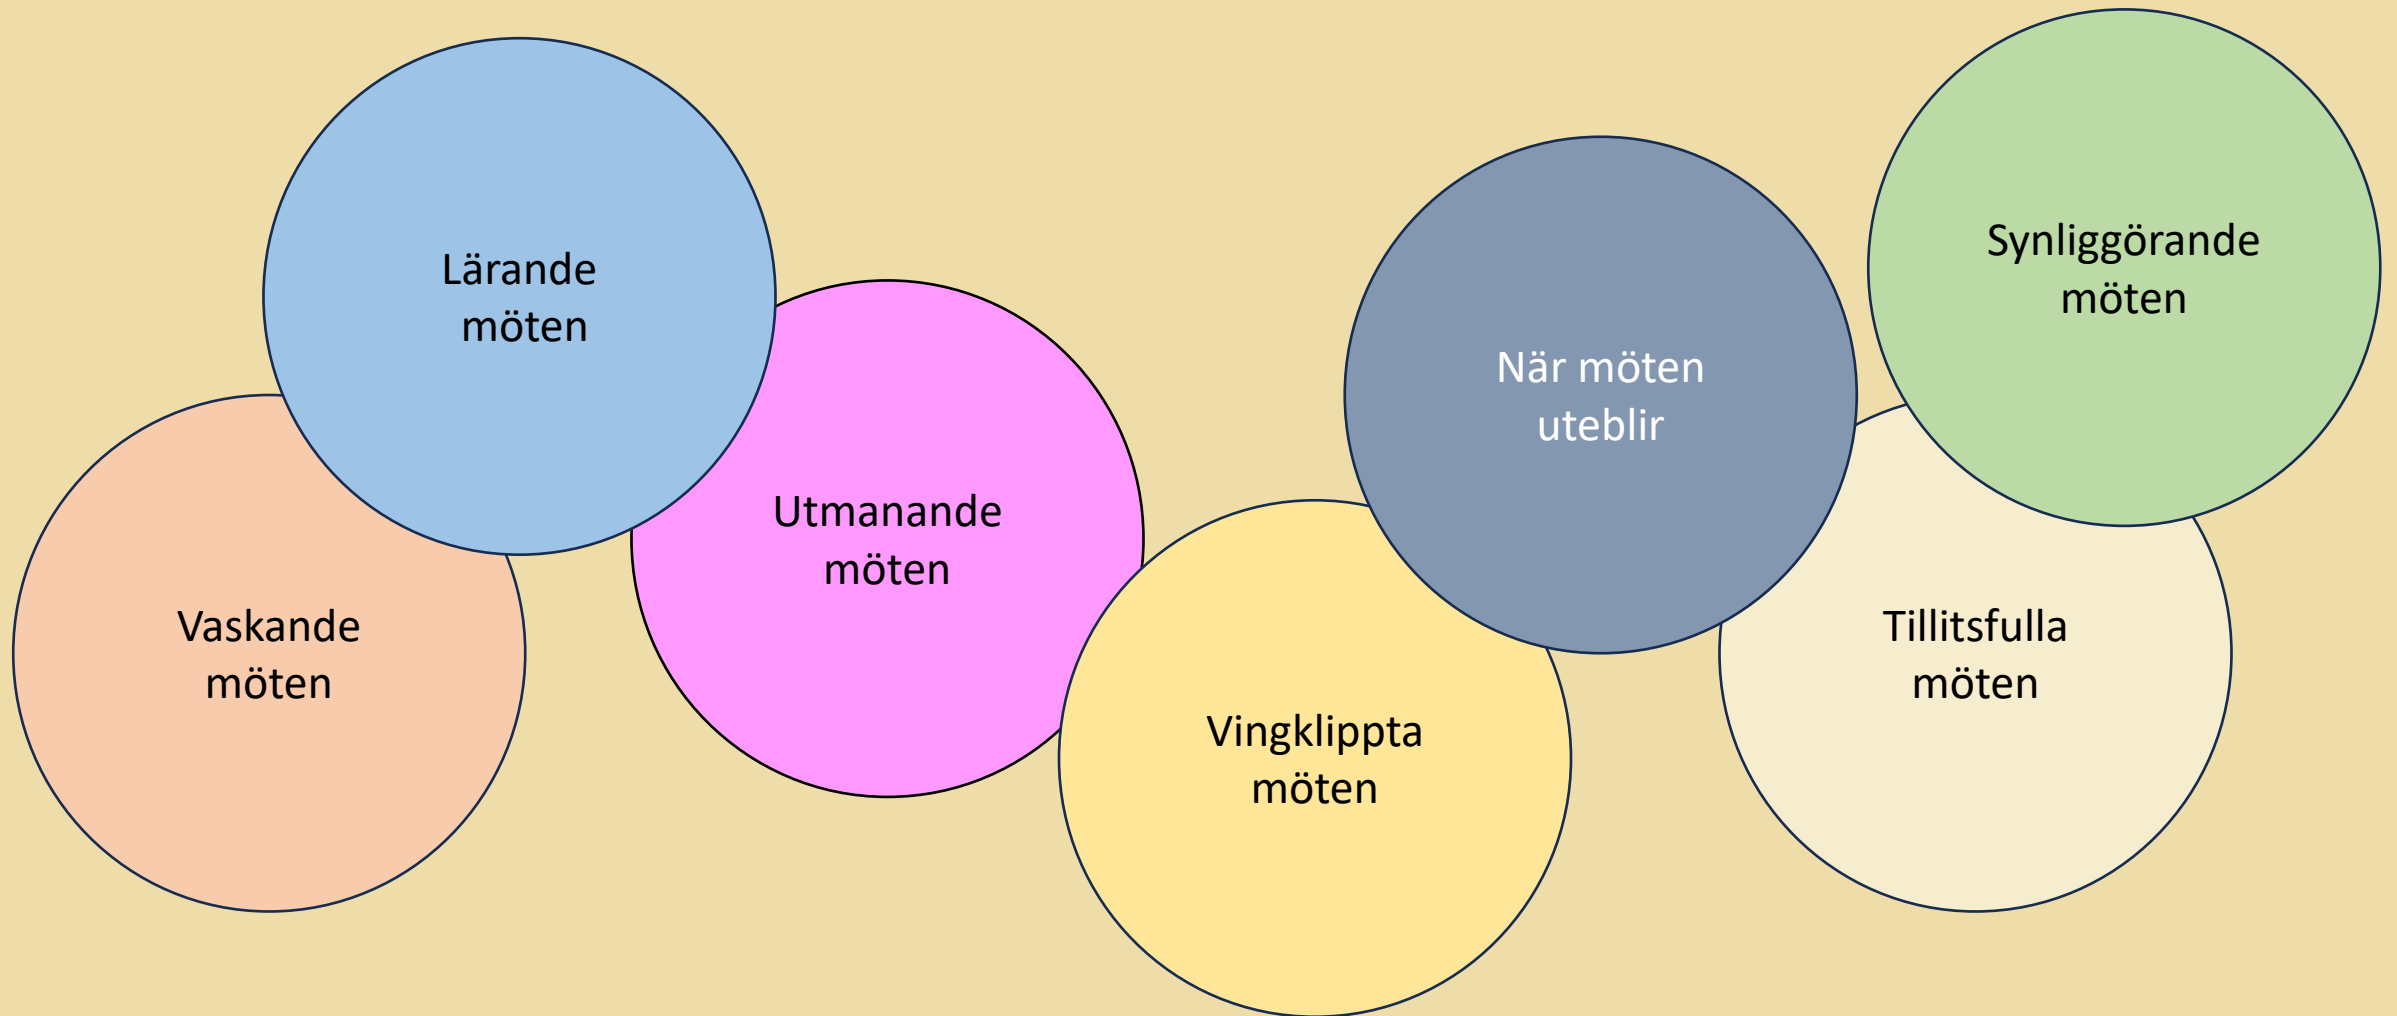 Vaskande
möten
Lärande
möten
Utmanande
möten
Vingklippta
möten
När möten
uteblir
Tillitsfulla
möten
Synliggörande
möten